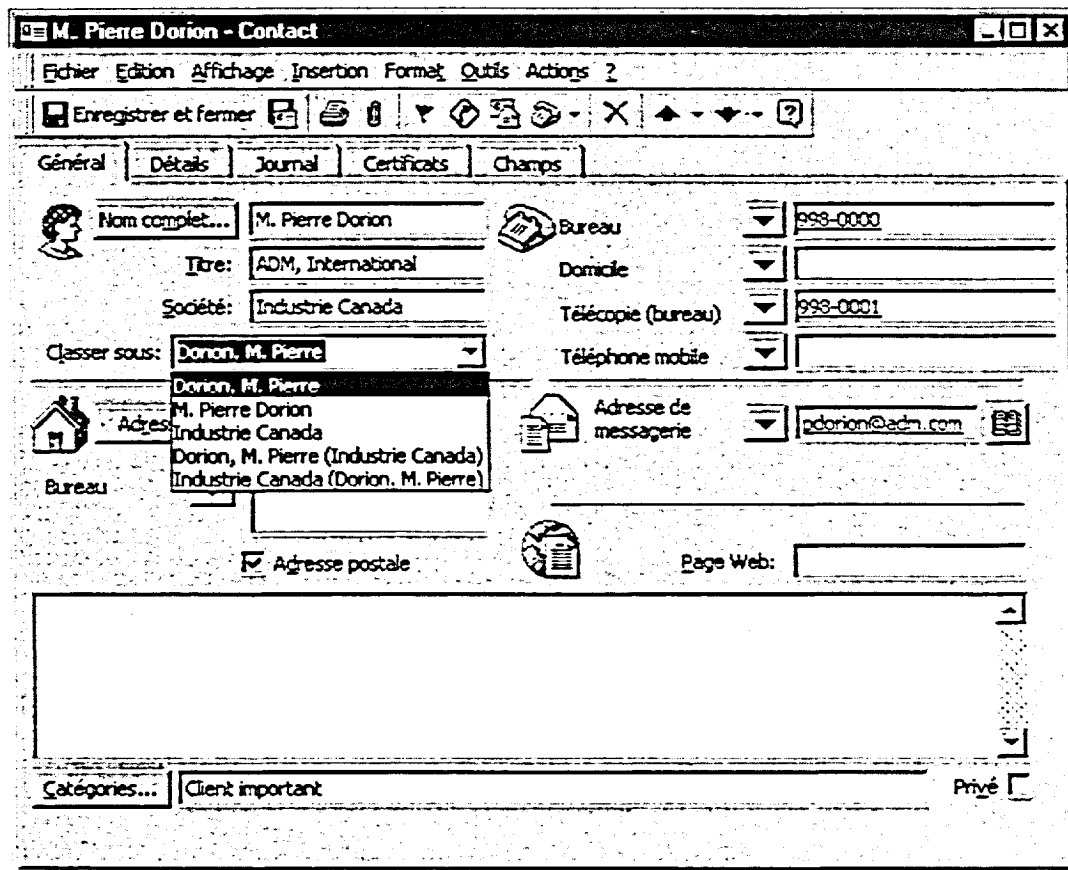 M. Pierre Dorion - Contact
Fichier Edition Affichage Insertion Format Outils Actions ?
Enregistrer et fermer
Général Détails Journal Certificats Champs
Nom complet... M. Pierre Dorion Bureau 998-0000
Titre: ADM, International Domicile
Société: Industrie Canada Télécopie (bureau) 998-0001
Classer sous: Dorion, M. Pierre Téléphone mobile
Dorion, M. Pierre
M. Pierre Dorion
Industrie Canada
Dorion, M. Pierre (Industrie Canada)
Industrie Canada (Dorion, M. Pierre)
Adress
Bureau
Adresse de
messagerie
pdorion@adm.com
Adresse postale Page Web:
Catégories... Client important Privé